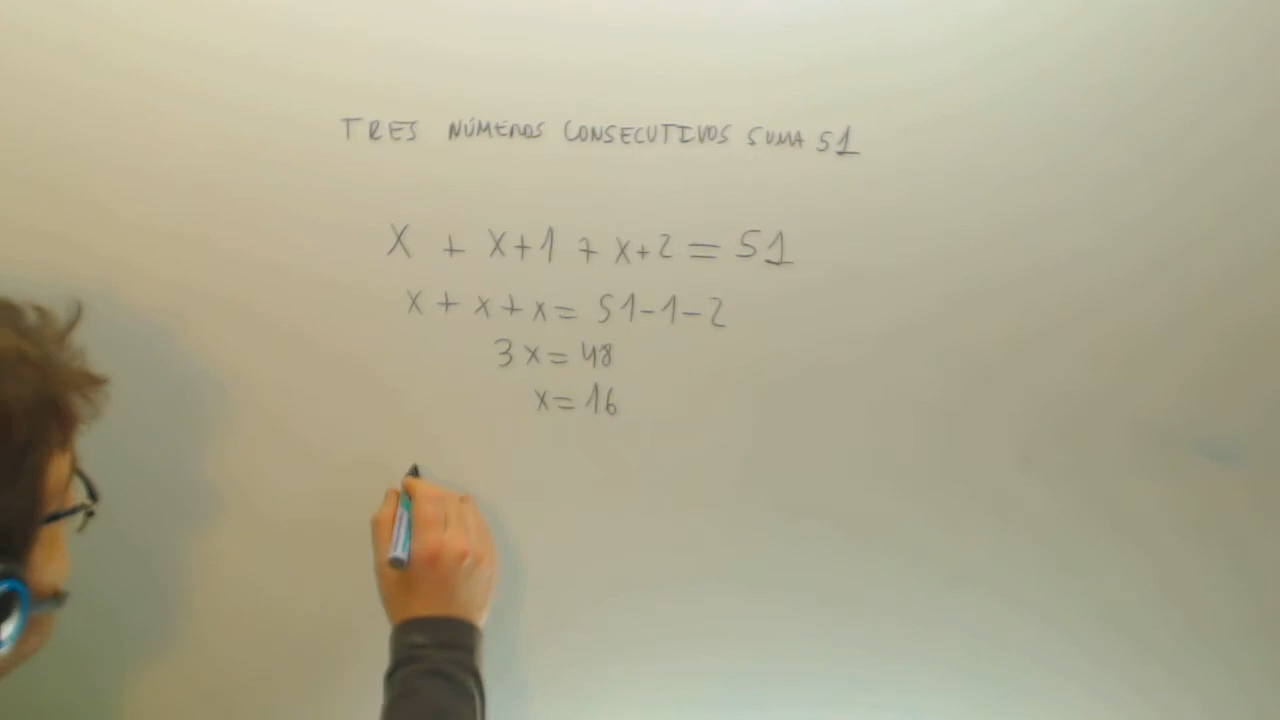 TRES NÚMEROS CONSECUTIVOS SUMA 51
X + X+1 + X+2 = 51
x + x + x = 51-1-2
3x = 48
x = 16